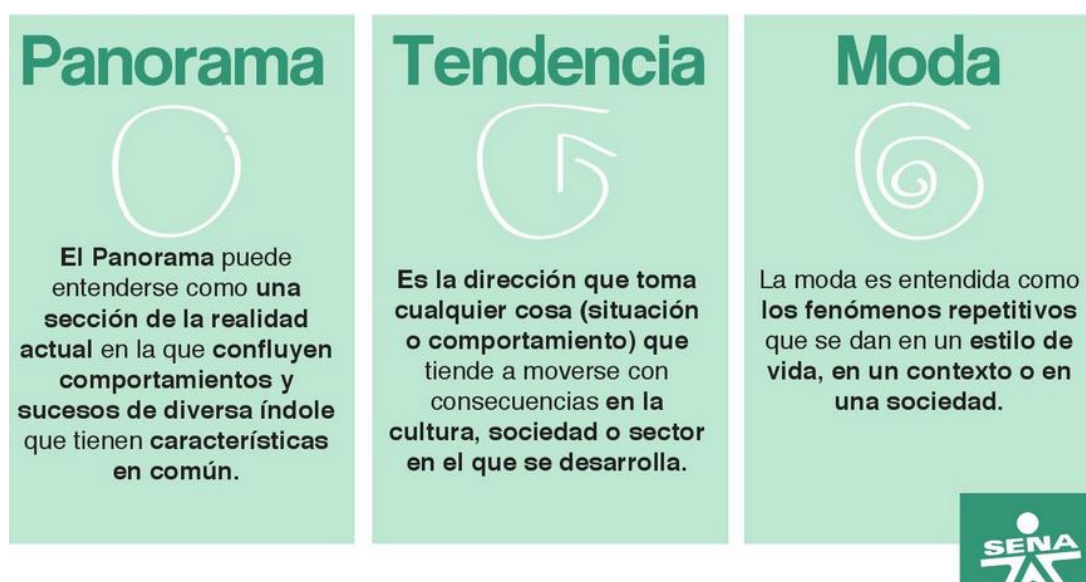 Panorama
El Panorama puede
entenderse como una
sección de la realidad
actual en la que confluyen
comportamientos y
sucesos de diversa índole
que tienen características
en común.
Tendencia
Es la dirección que toma
cualquier cosa (situación
o comportamiento) que
tiende a moverse con
consecuencias en la
cultura, sociedad o sector
en el que se desarrolla.
Moda
La moda es entendida como
los fenómenos repetitivos
que se dan en un estilo de
vida, en un contexto o en
una sociedad.
SENA